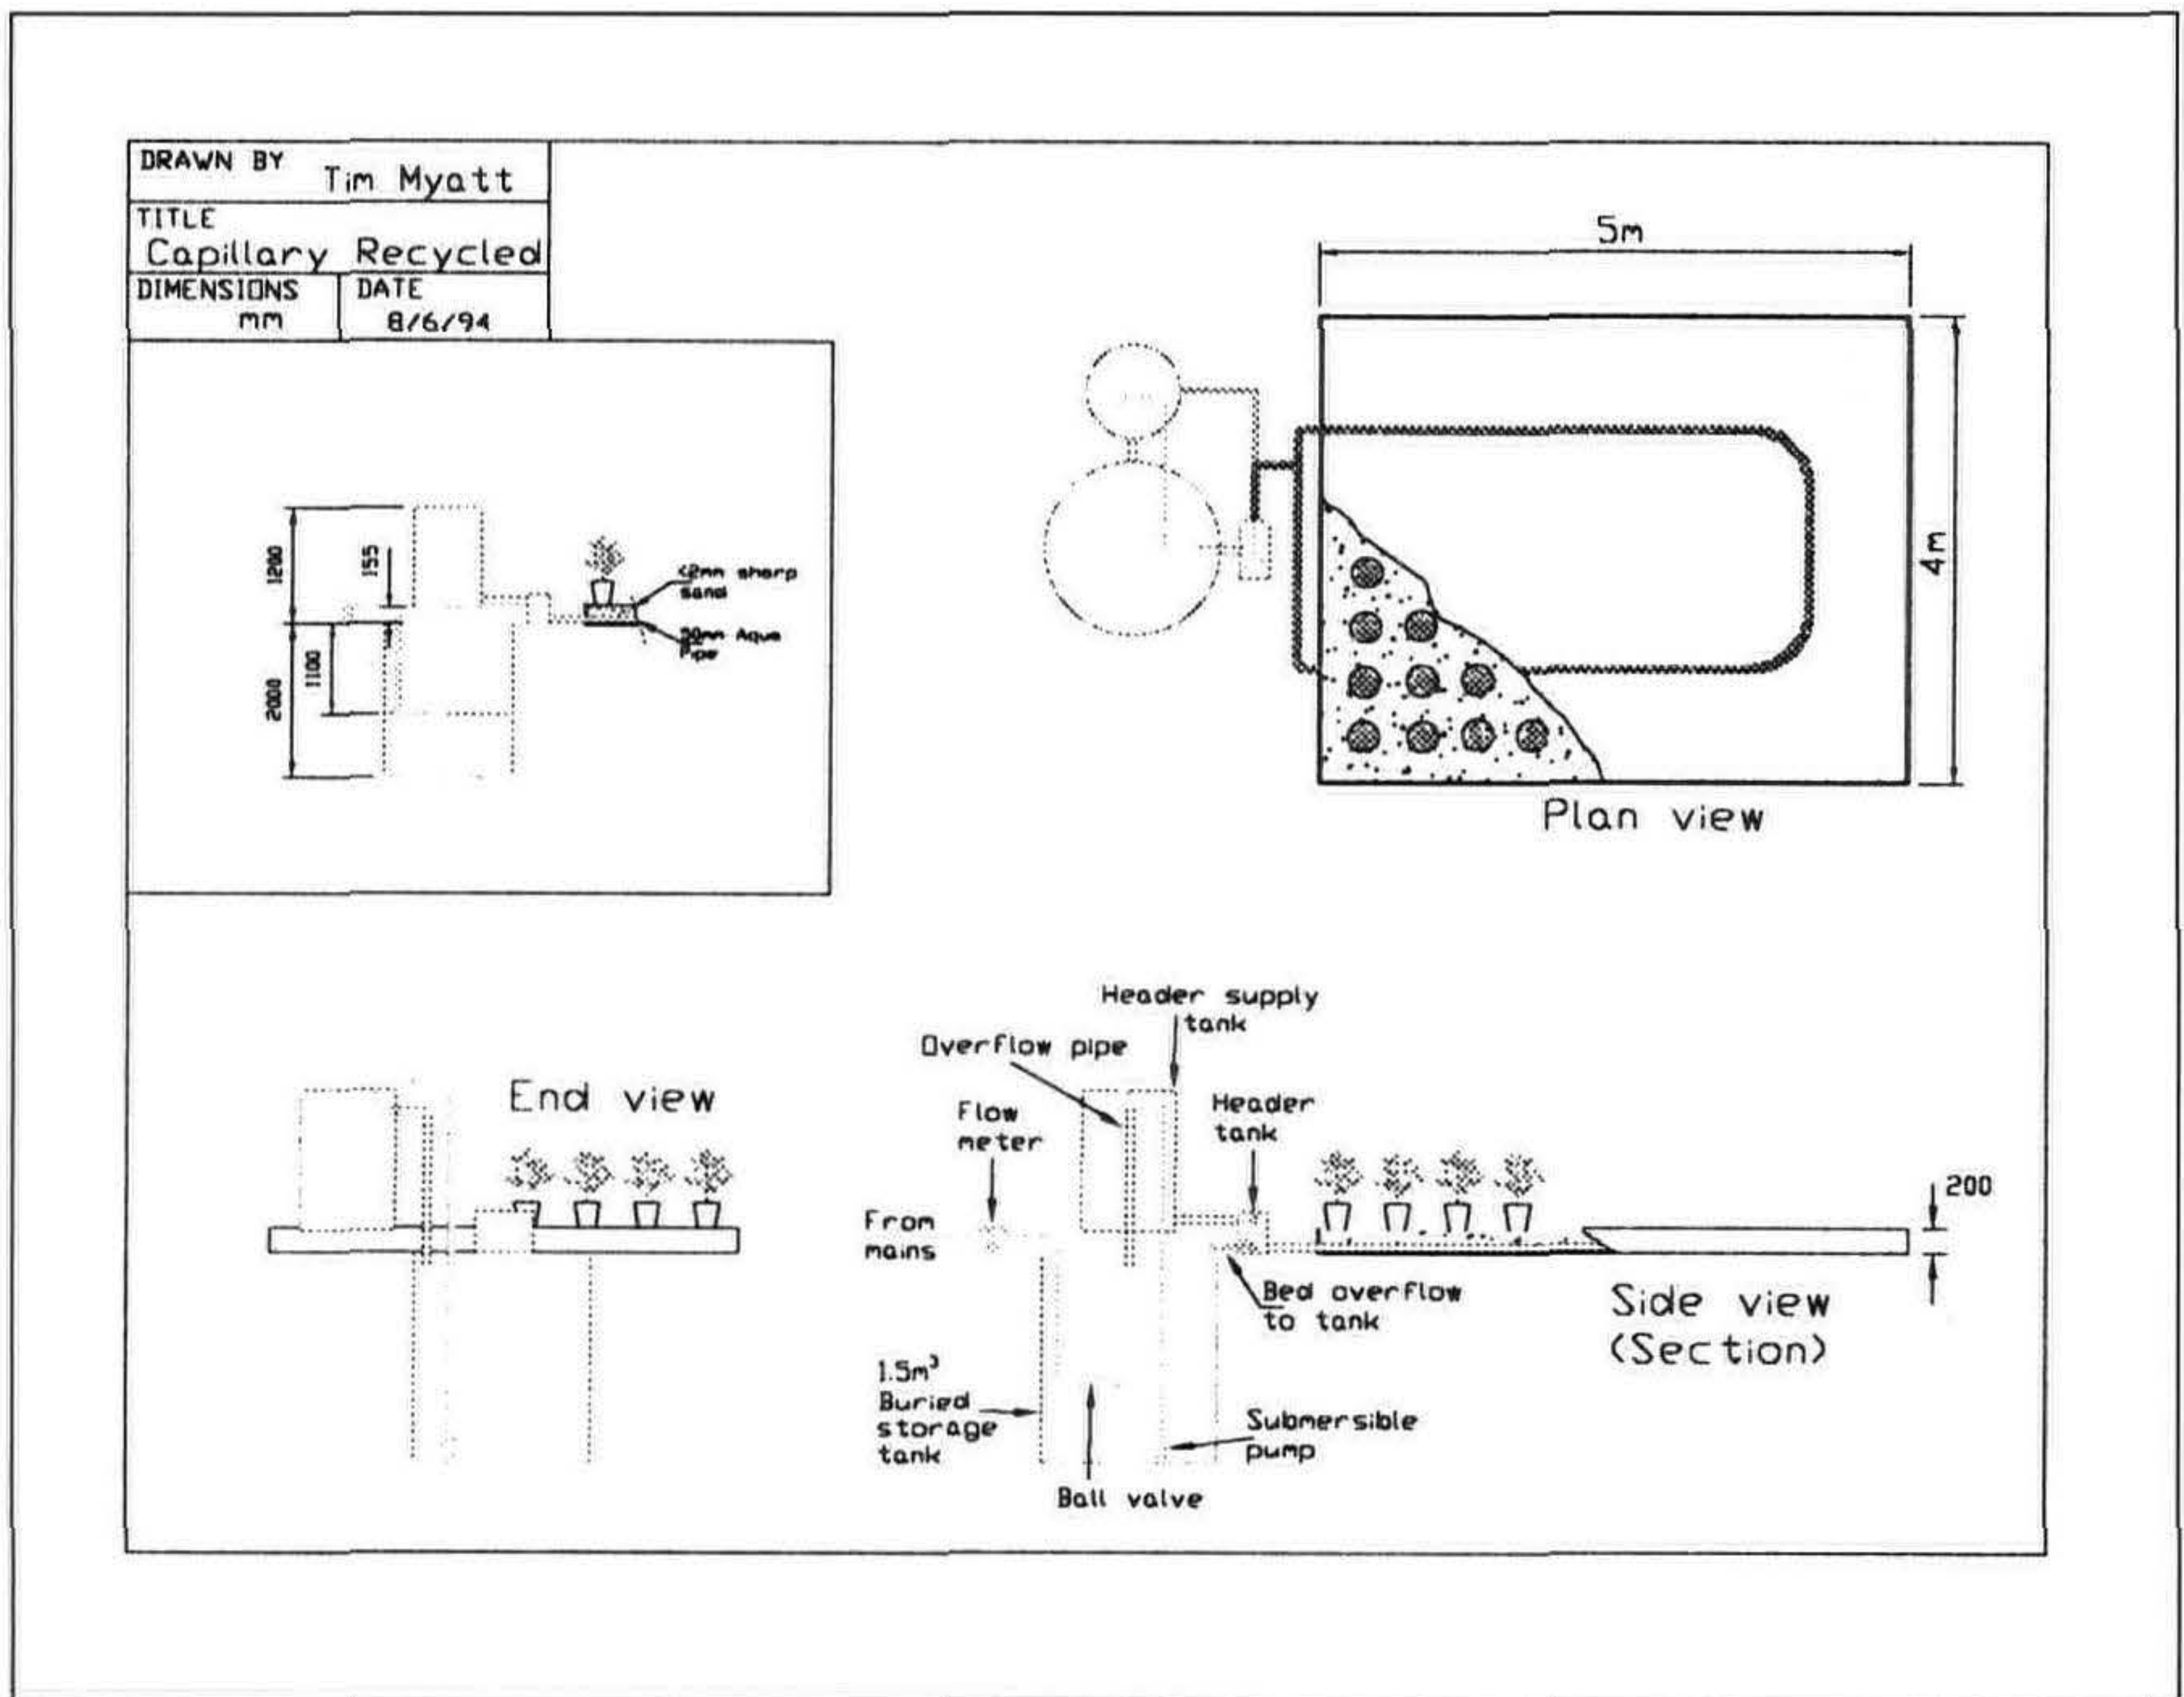 DRAWN BY
Tim Myatt
TITLE
Capillary Recycled
DIMENSIONS
mm
DATE
8/6/94
1200
155
2000
1100
<2mm sharp
sand
Aqua
Pipe
5m
4m
Plan view
End view
Header supply
tank
Overflow pipe
Flow
meter
Header
tank
From
mains
200
Bed overflow
to tank
Side view
(Section)
1.5m³
Buried
storage
tank
Submersible
pump
Ball valve